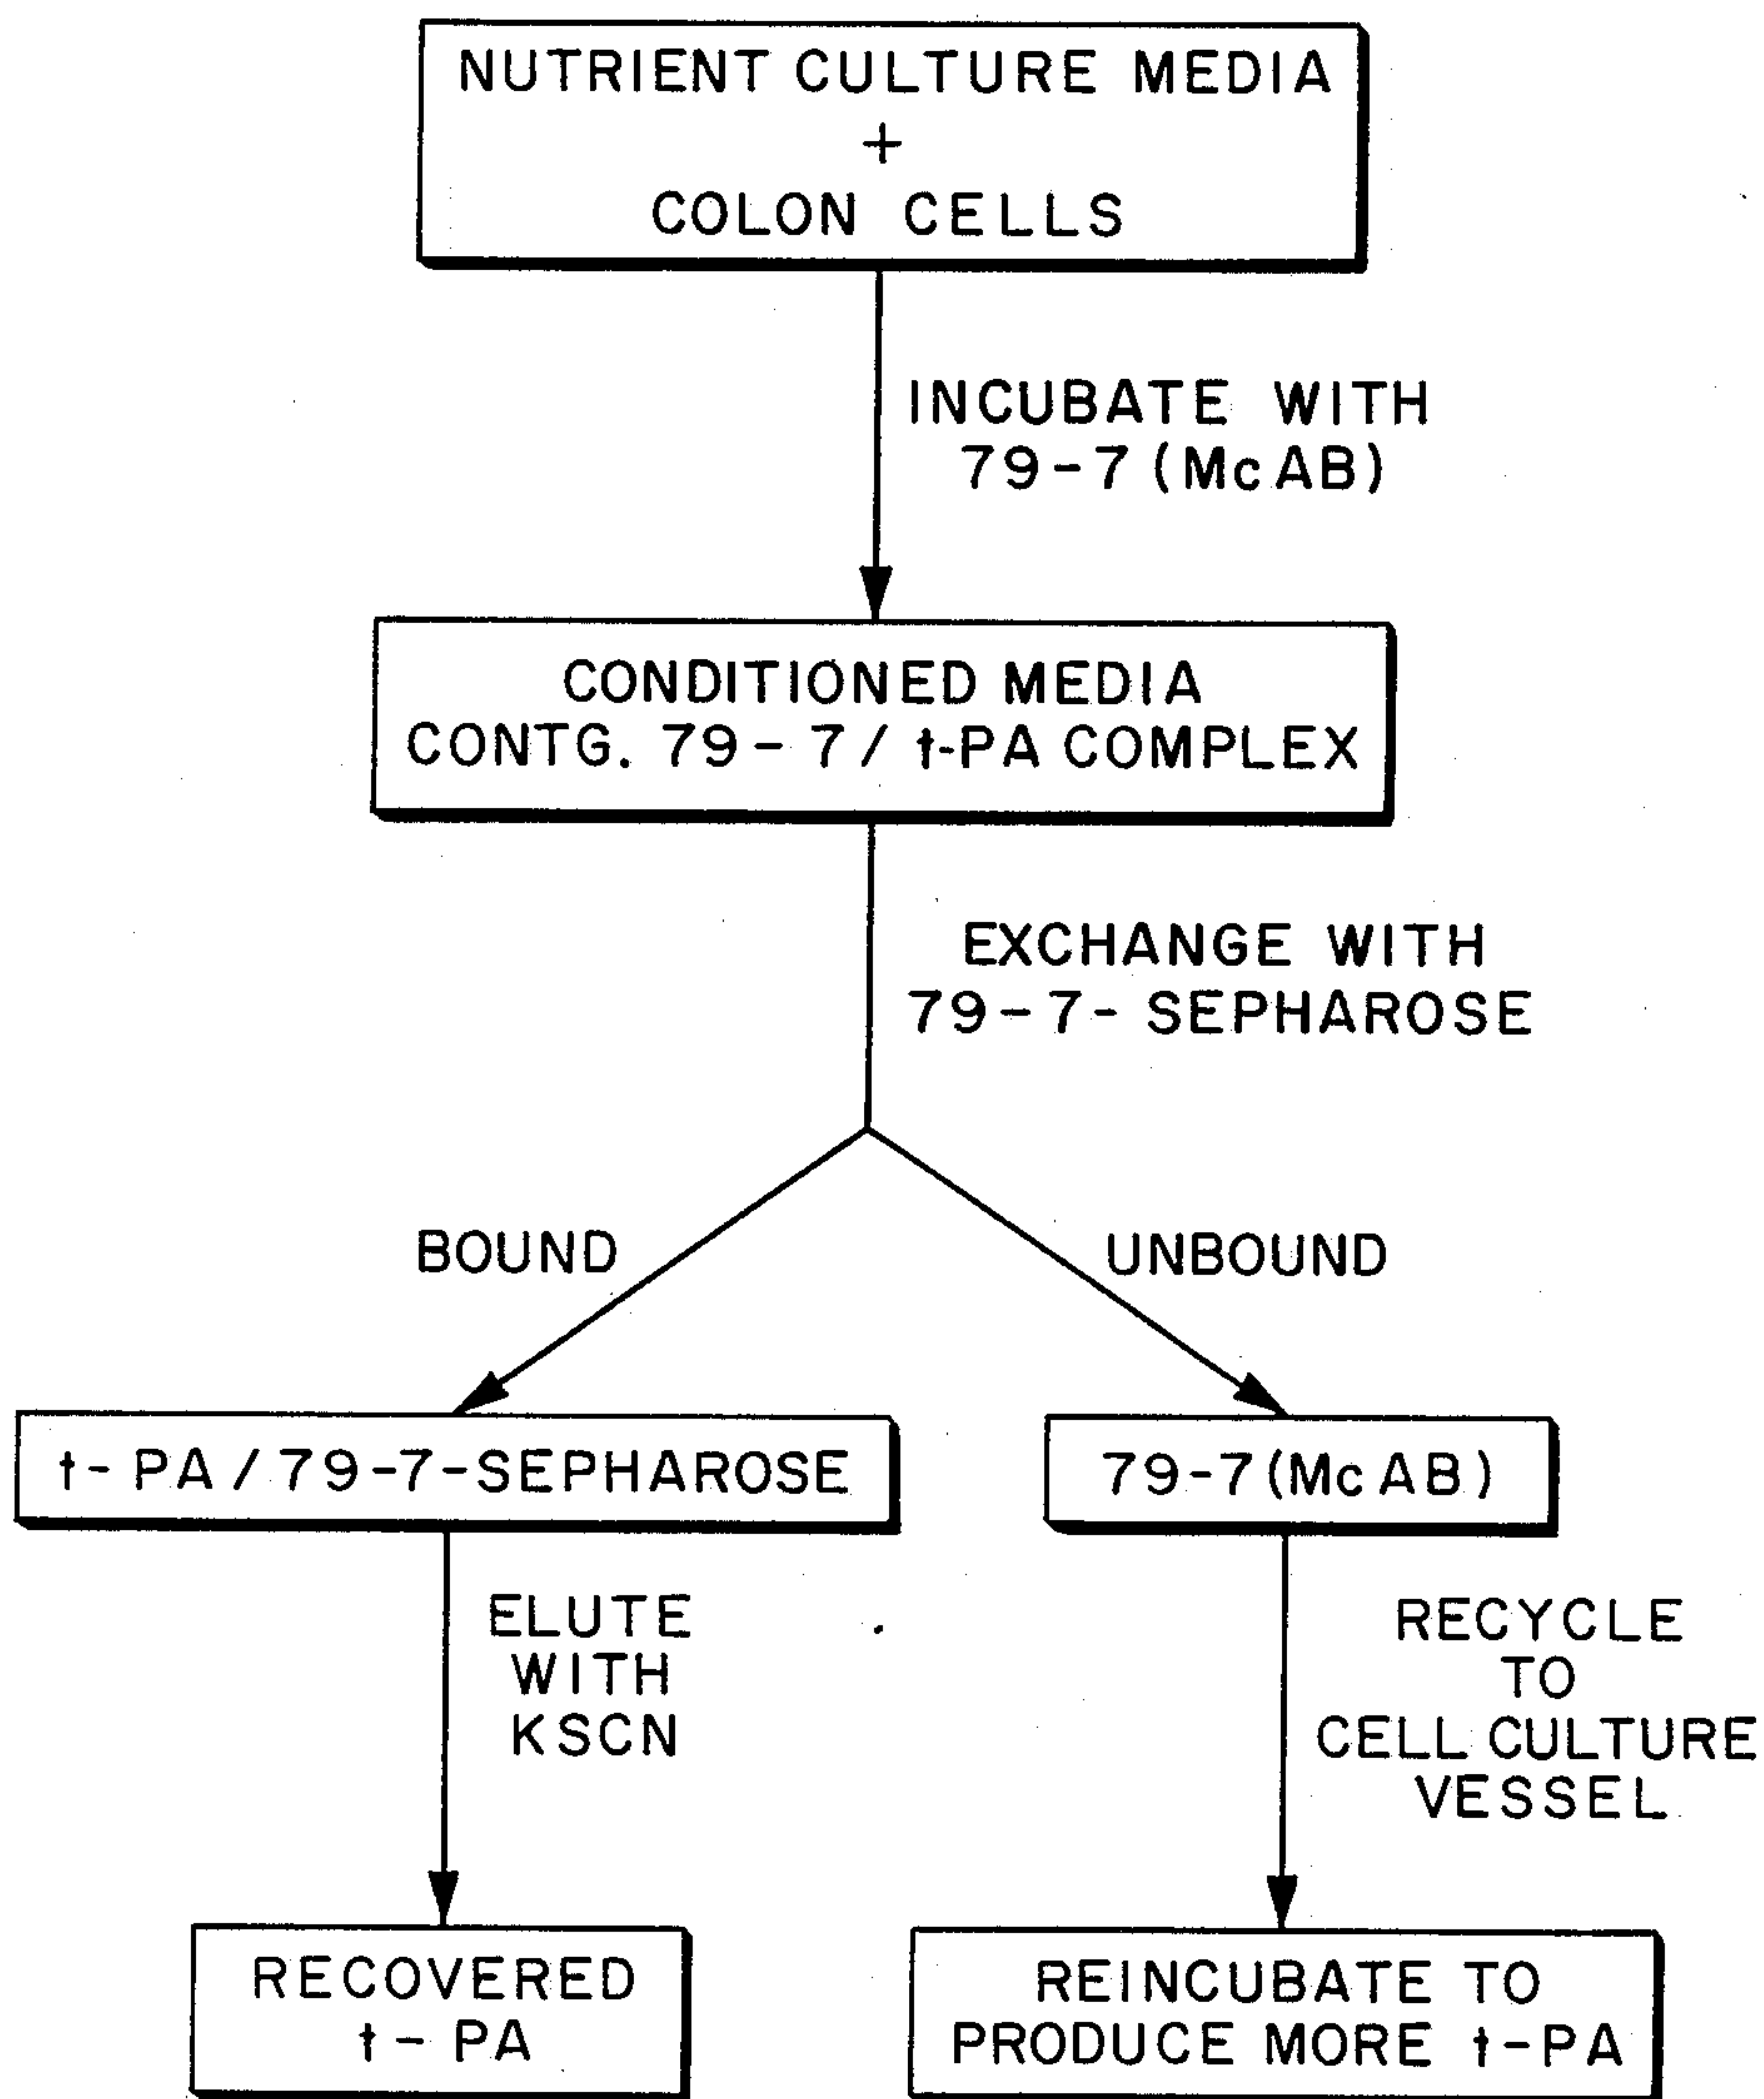 NUTRIENT CULTURE MEDIA
+
COLON CELLS
INCUBATE WITH
79-7 (McAB)
CONDITIONED MEDIA
CONTG. 79-7 / t-PA COMPLEX
EXCHANGE WITH
79-7- SEPHAROSE
BOUND
UNBOUND
t-PA / 79-7-SEPHAROSE
79-7 (McAB)
ELUTE
WITH
KSCN
RECYCLE
TO
CELL CULTURE
VESSEL
RECOVERED
t-PA
REINCUBATE TO
PRODUCE MORE t-PA